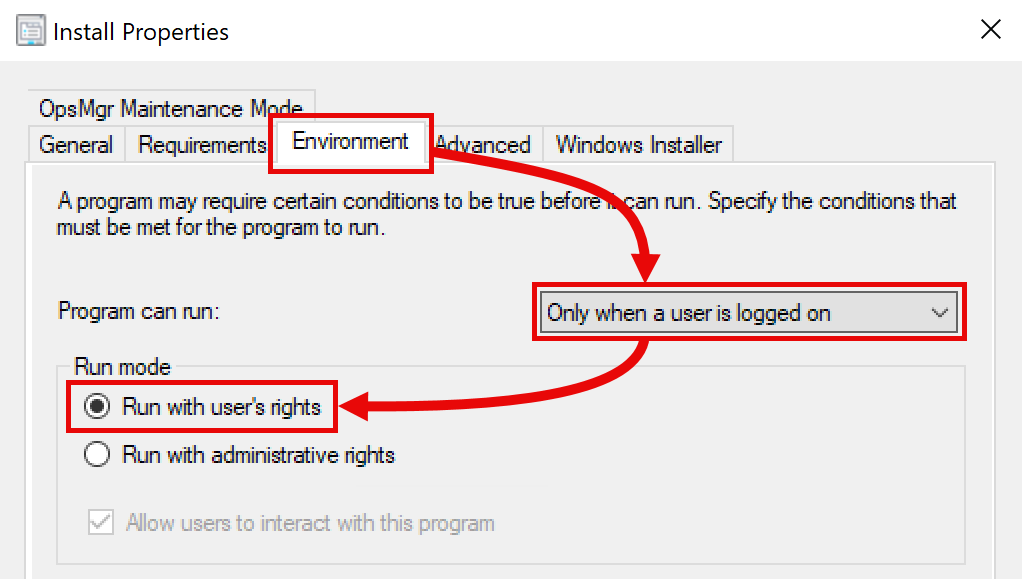 Install Properties
OpsMgr Maintenance Mode
General Requirements Environment Advanced Windows Installer
A program may require certain conditions to be true before it can run. Specify the conditions that
must be met for the program to run.
Program can run: Only when a user is logged on
Run mode
Run with user's rights
Run with administrative rights
Allow users to interact with this program